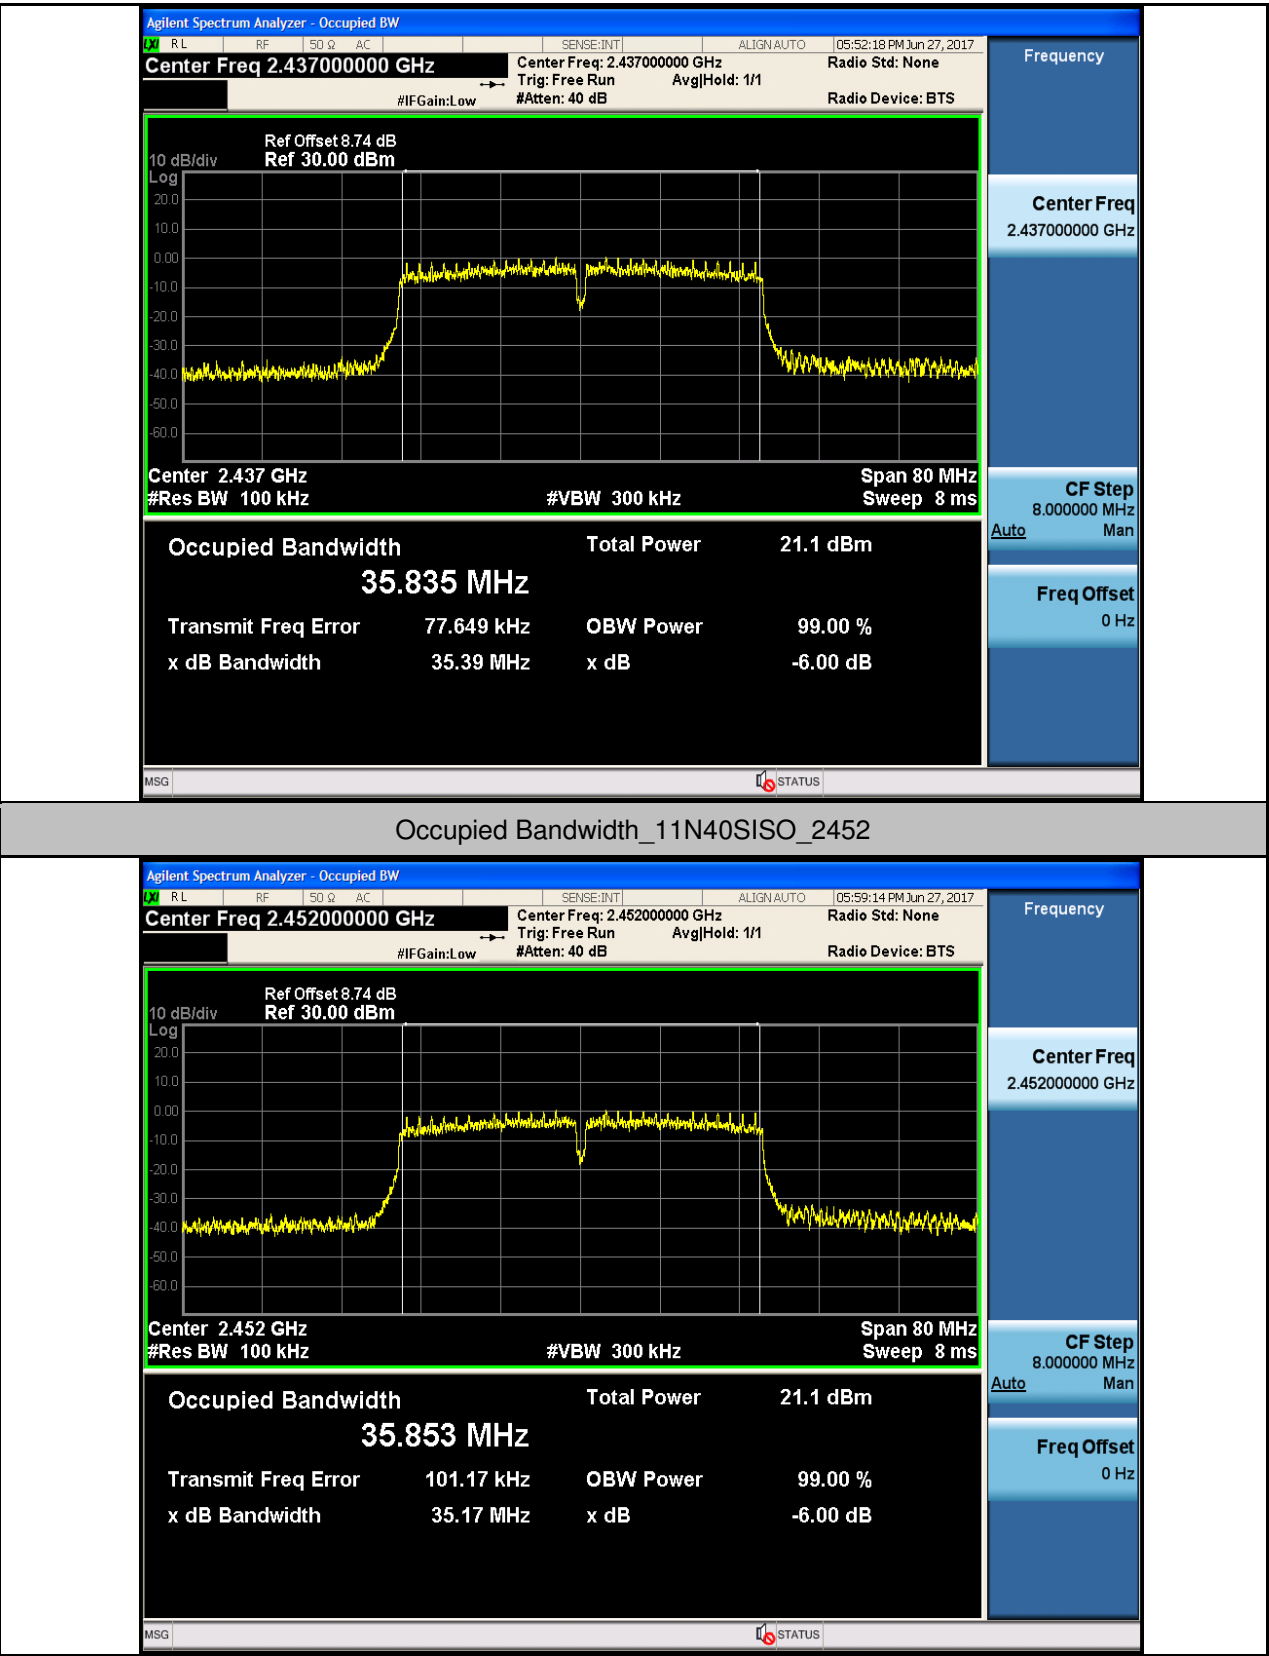 Agilent Spectrum Analyzer - Occupied BW
LXI RL RF 50 Ω AC SENSE:INT ALIGN AUTO 05:52:18 PM Jun 27, 2017
Center Freq 2.437000000 GHz
Center Freq: 2.437000000 GHz Radio Std: None
Trig: Free Run Avg|Hold: 1/1
#IFGain:Low #Atten: 40 dB Radio Device: BTS
Frequency
Ref Offset 8.74 dB
10 dB/div Ref 30.00 dBm
Log
20.0
10.0
0.00
-10.0
-20.0
-30.0
-40.0
-50.0
-60.0
Center 2.437 GHz Span 80 MHz
#Res BW 100 kHz #VBW 300 kHz Sweep 8 ms
Center Freq
2.437000000 GHz
CF Step
8.000000 MHz
Auto Man
Freq Offset
0 Hz
Occupied Bandwidth Total Power 21.1 dBm
35.835 MHz
Transmit Freq Error 77.649 kHz OBW Power 99.00 %
x dB Bandwidth 35.39 MHz x dB -6.00 dB
MSG STATUS
Occupied Bandwidth_11N40SISO_2452
Agilent Spectrum Analyzer - Occupied BW
LXI RL RF 50 Ω AC SENSE:INT ALIGN AUTO 05:59:14 PM Jun 27, 2017
Center Freq 2.452000000 GHz
Center Freq: 2.452000000 GHz Radio Std: None
Trig: Free Run Avg|Hold: 1/1
#IFGain:Low #Atten: 40 dB Radio Device: BTS
Frequency
Ref Offset 8.74 dB
10 dB/div Ref 30.00 dBm
Log
20.0
10.0
0.00
-10.0
-20.0
-30.0
-40.0
-50.0
-60.0
Center 2.452 GHz Span 80 MHz
#Res BW 100 kHz #VBW 300 kHz Sweep 8 ms
Center Freq
2.452000000 GHz
CF Step
8.000000 MHz
Auto Man
Freq Offset
0 Hz
Occupied Bandwidth Total Power 21.1 dBm
35.853 MHz
Transmit Freq Error 101.17 kHz OBW Power 99.00 %
x dB Bandwidth 35.17 MHz x dB -6.00 dB
MSG STATUS